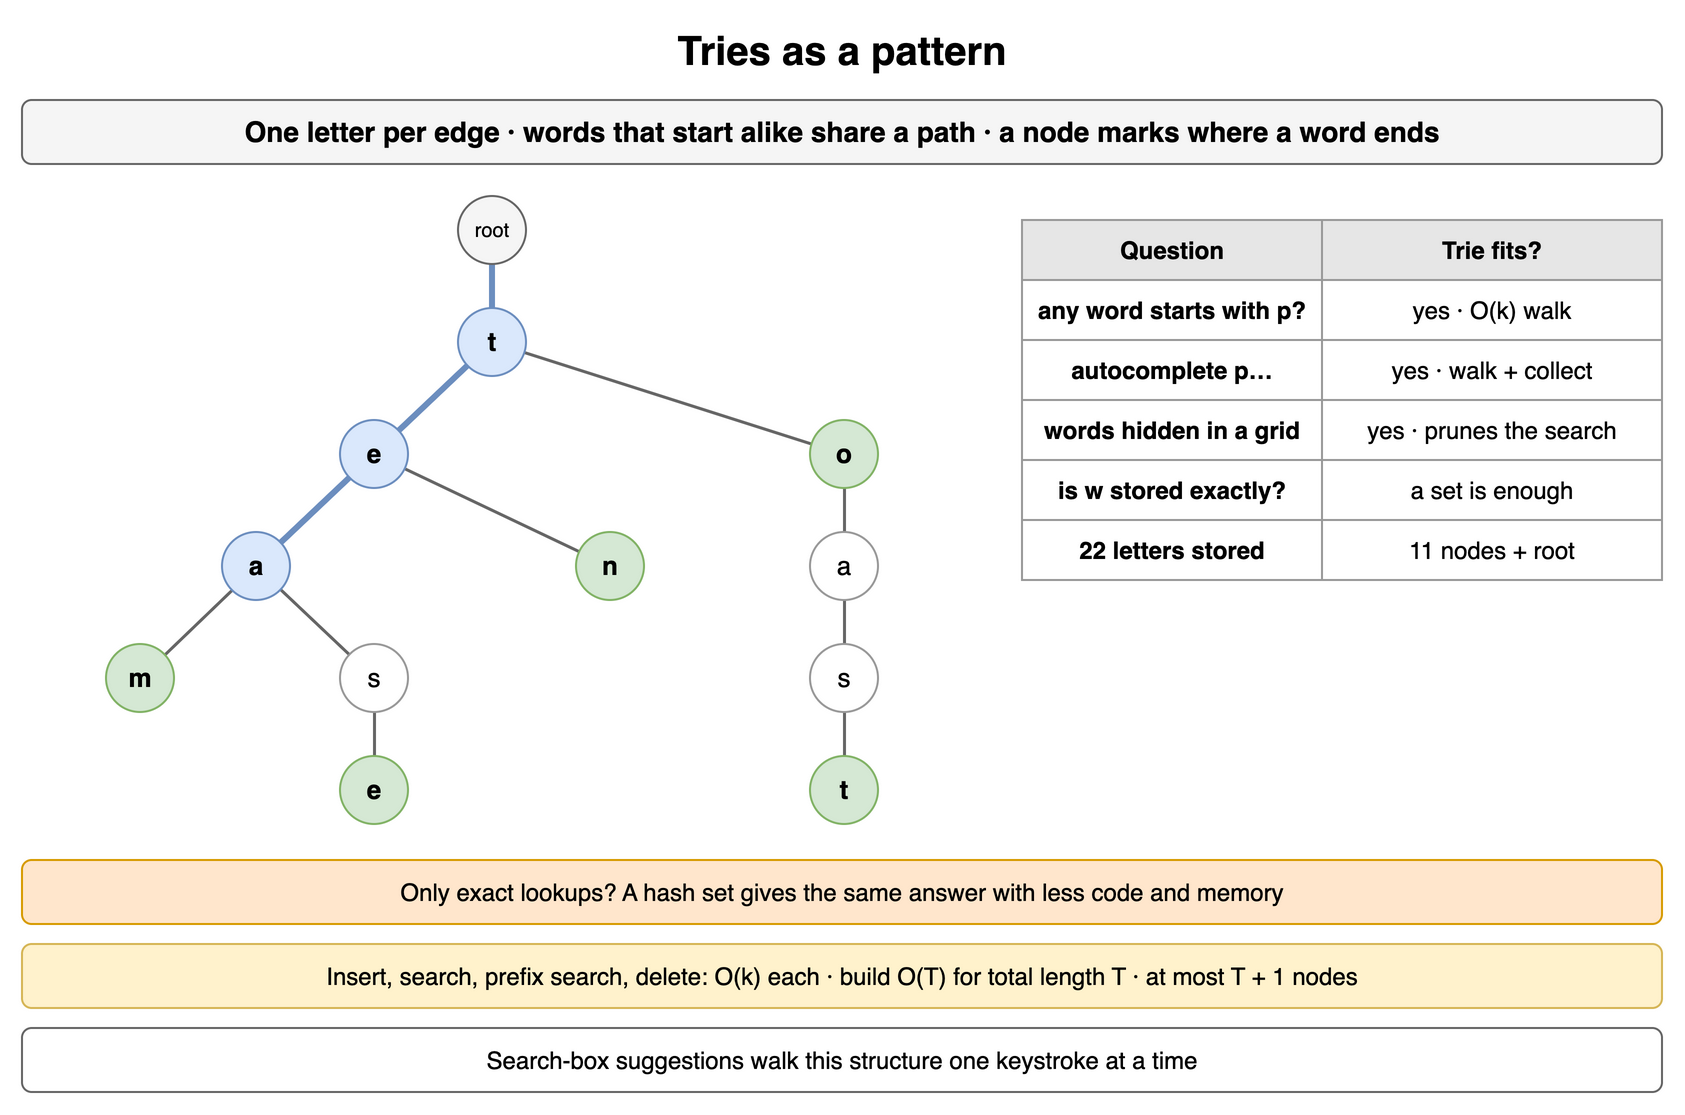 Tries as a pattern
One letter per edge · words that start alike share a path · a node marks where a word ends
root
t
e
o
a
n
a
m
s
s
e
t
Question
Trie fits?
any word starts with p?
yes · O(k) walk
autocomplete p…
yes · walk + collect
words hidden in a grid
yes · prunes the search
is w stored exactly?
a set is enough
22 letters stored
11 nodes + root
Only exact lookups? A hash set gives the same answer with less code and memory
Insert, search, prefix search, delete: O(k) each · build O(T) for total length T · at most T + 1 nodes
Search-box suggestions walk this structure one keystroke at a time